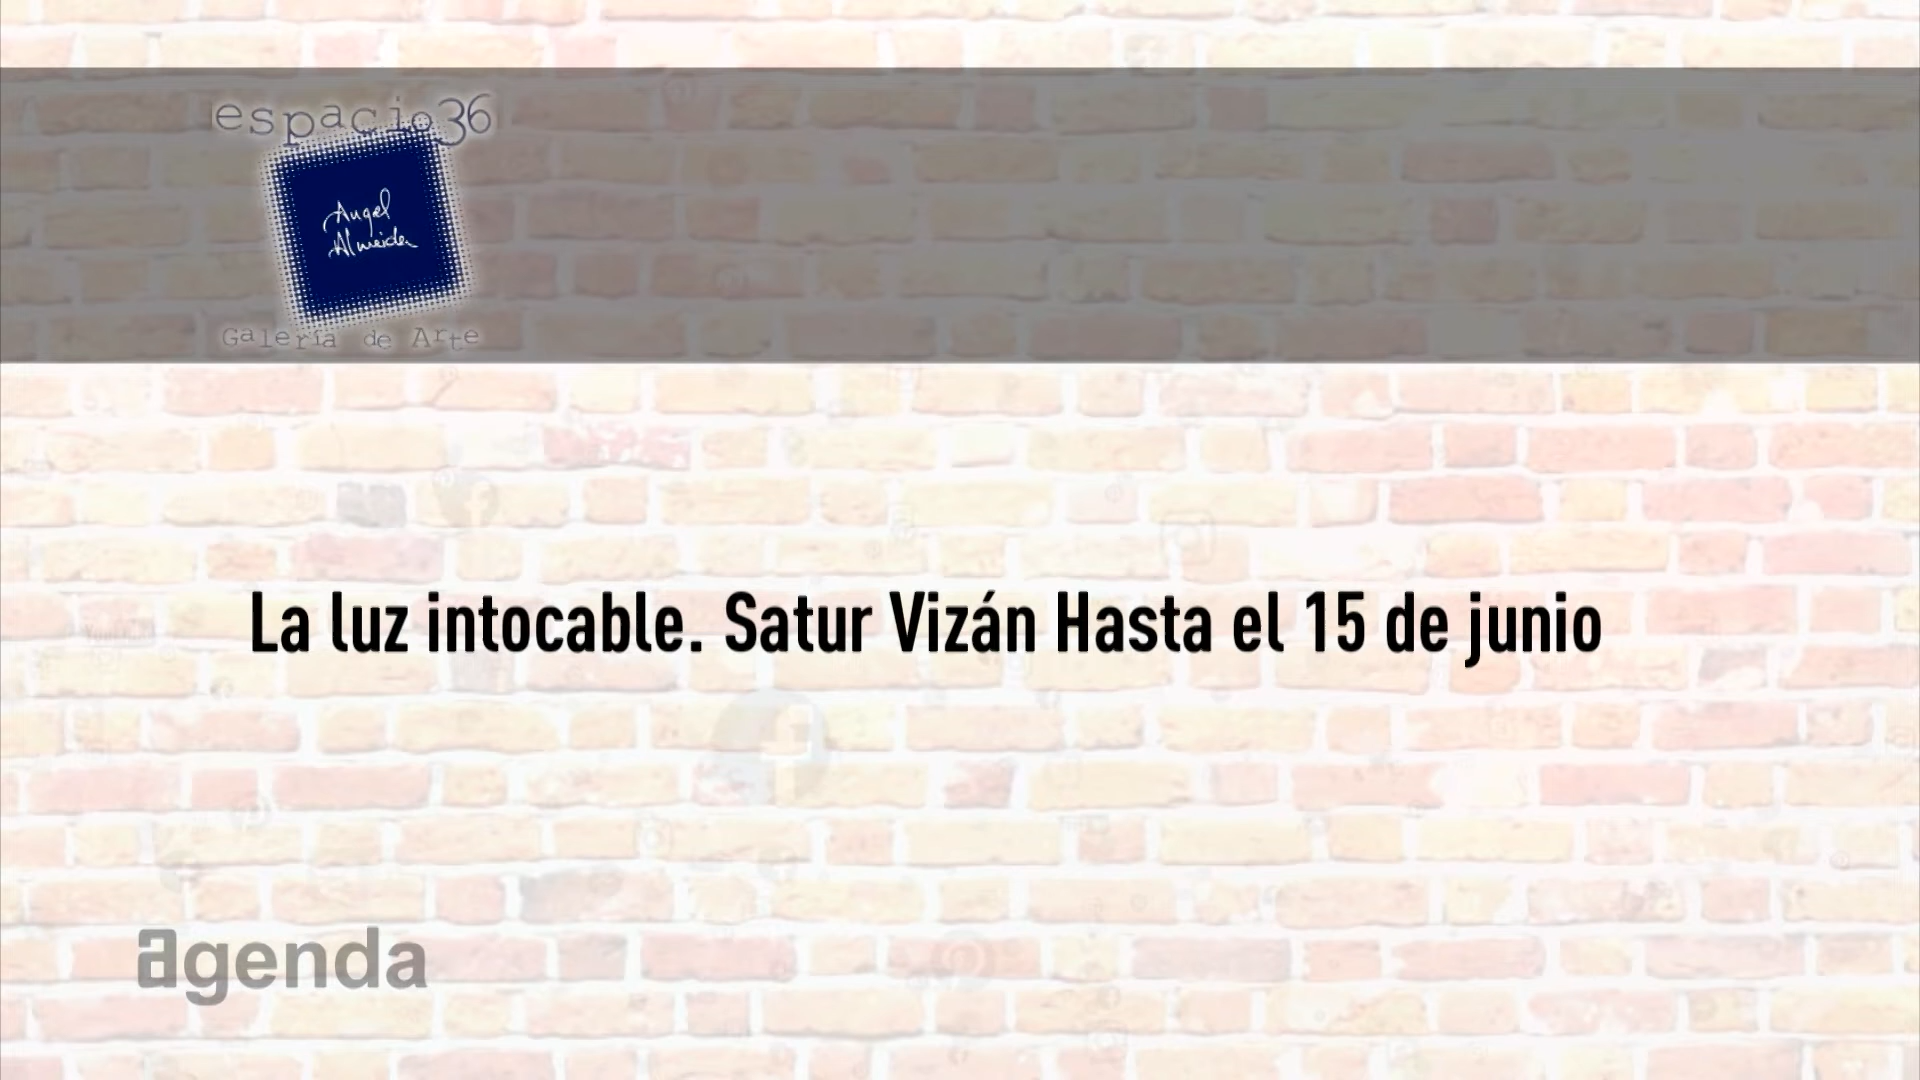 espacio36
Angel
Almeida
Galería de Arte
La luz intocable. Satur Vizán Hasta el 15 de junio
agenda